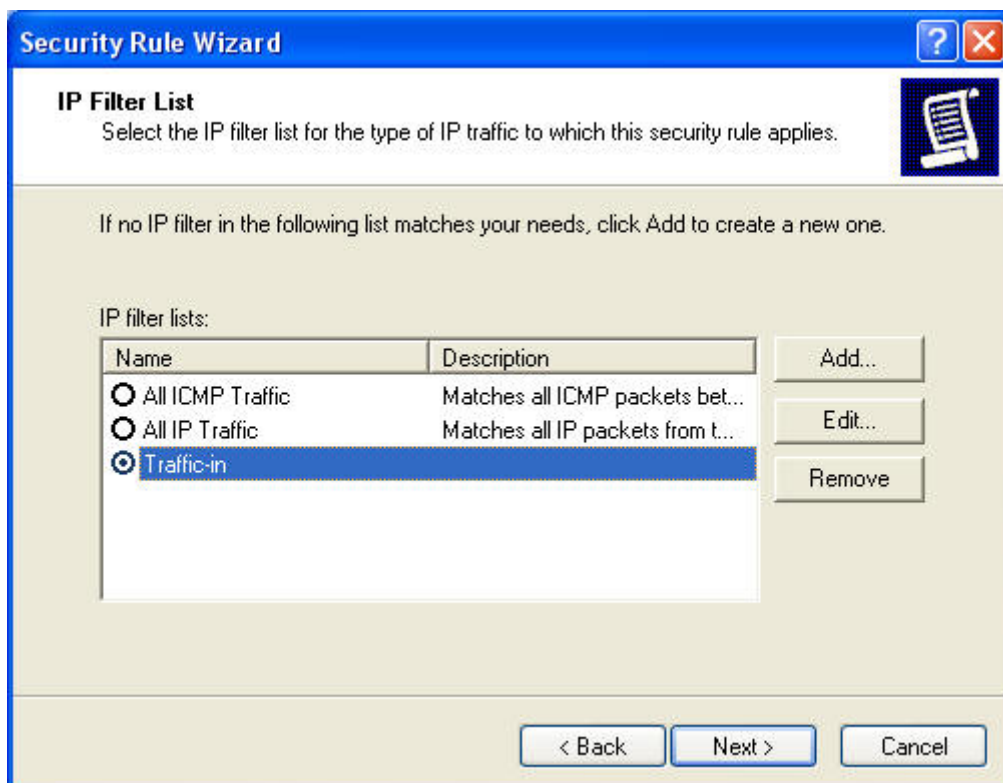 Security Rule Wizard
?
IP Filter List
Select the IP filter list for the type of IP traffic to which this security rule applies.
If no IP filter in the following list matches your needs, click Add to create a new one.
IP filter lists:
Name Description
All ICMP Traffic Matches all ICMP packets bet...
All IP Traffic Matches all IP packets from t...
Traffic-in
Add...
Edit...
Remove
< Back Next > Cancel